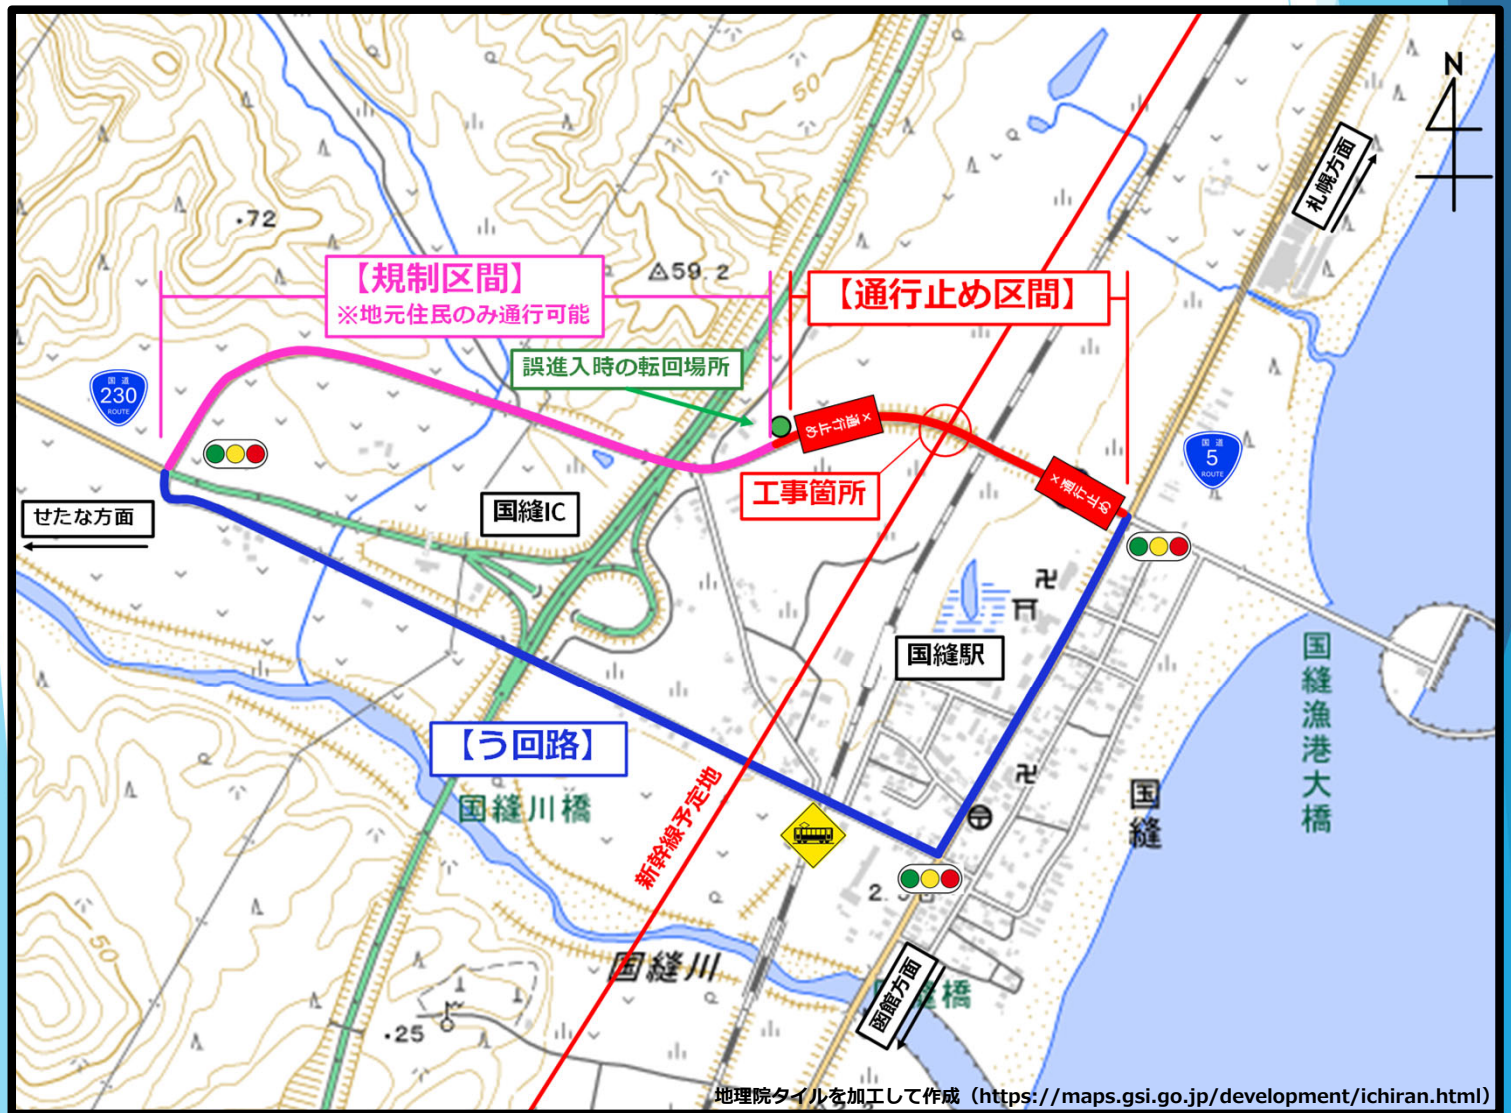 N
札幌方面
50
・72
【規制区間】
※地元住民のみ通行可能
△59.2
【通行止め区間】
誤進入時の転回場所
国道
230
ROUTE
×通行止め
国道
5
ROUTE
工事箇所
×通行止め
せたな方面
国縫IC
国縫駅
国縫漁港大橋
【う回路】
国縫川橋
新幹線予定地
国縫
国縫川
函館方面
橋
50
・25
地理院タイルを加工して作成（https://maps.gsi.go.jp/development/ichiran.html）